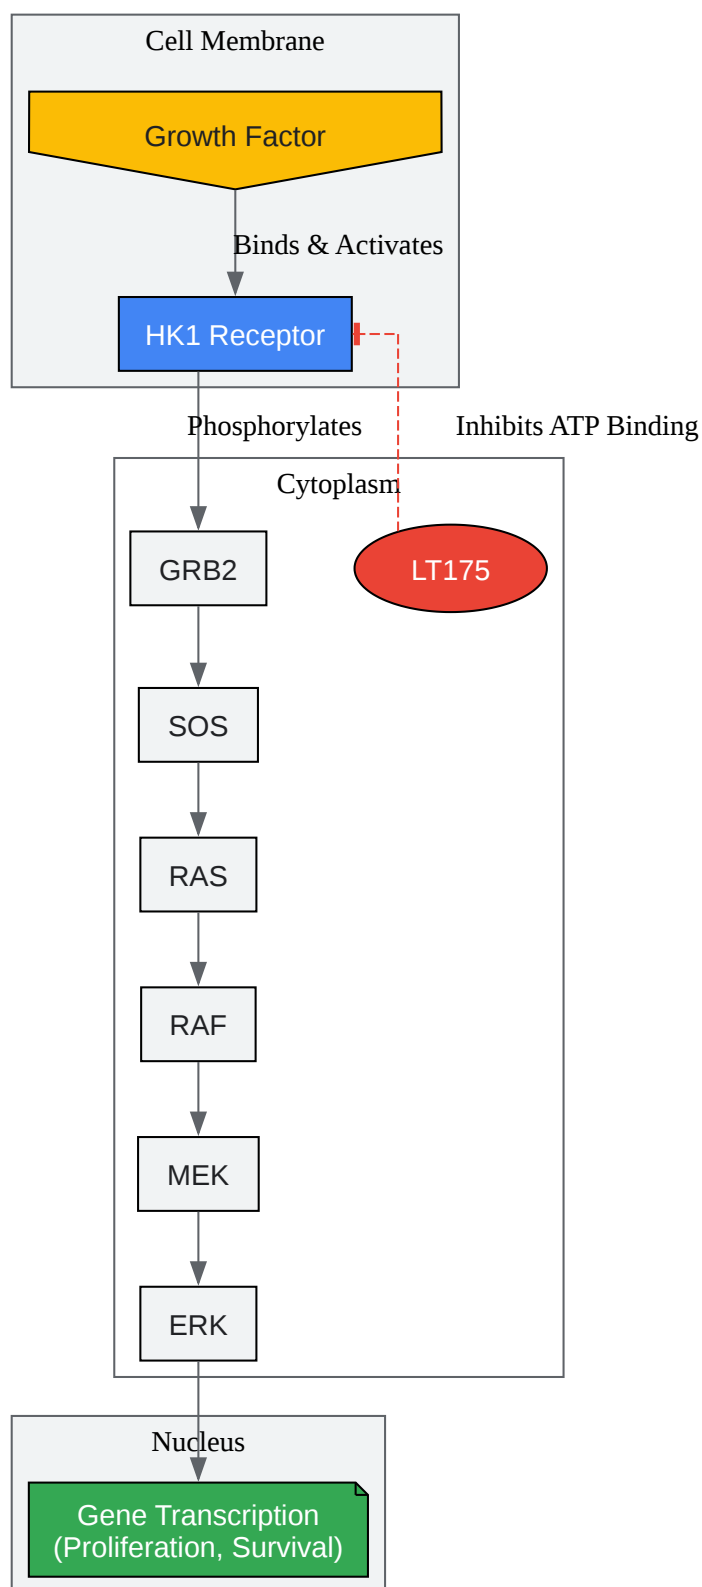 Cell Membrane
Growth Factor
Binds & Activates
HK1 Receptor
Phosphorylates
Inhibits ATP Binding
Cytoplasm
GRB2
LT175
SOS
RAS
RAF
MEK
ERK
Nucleus
Gene Transcription
(Proliferation, Survival)